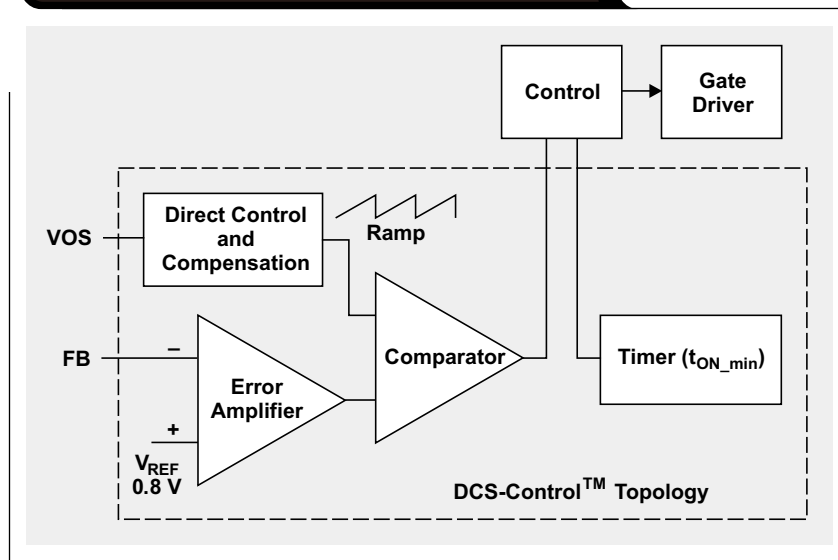 Control
Gate
Driver
VOS
Direct Control
and
Compensation
Ramp
FB
–
+
Error
Amplifier
Comparator
Timer (tON_min)
VREF
0.8 V
DCS-Control™ Topology